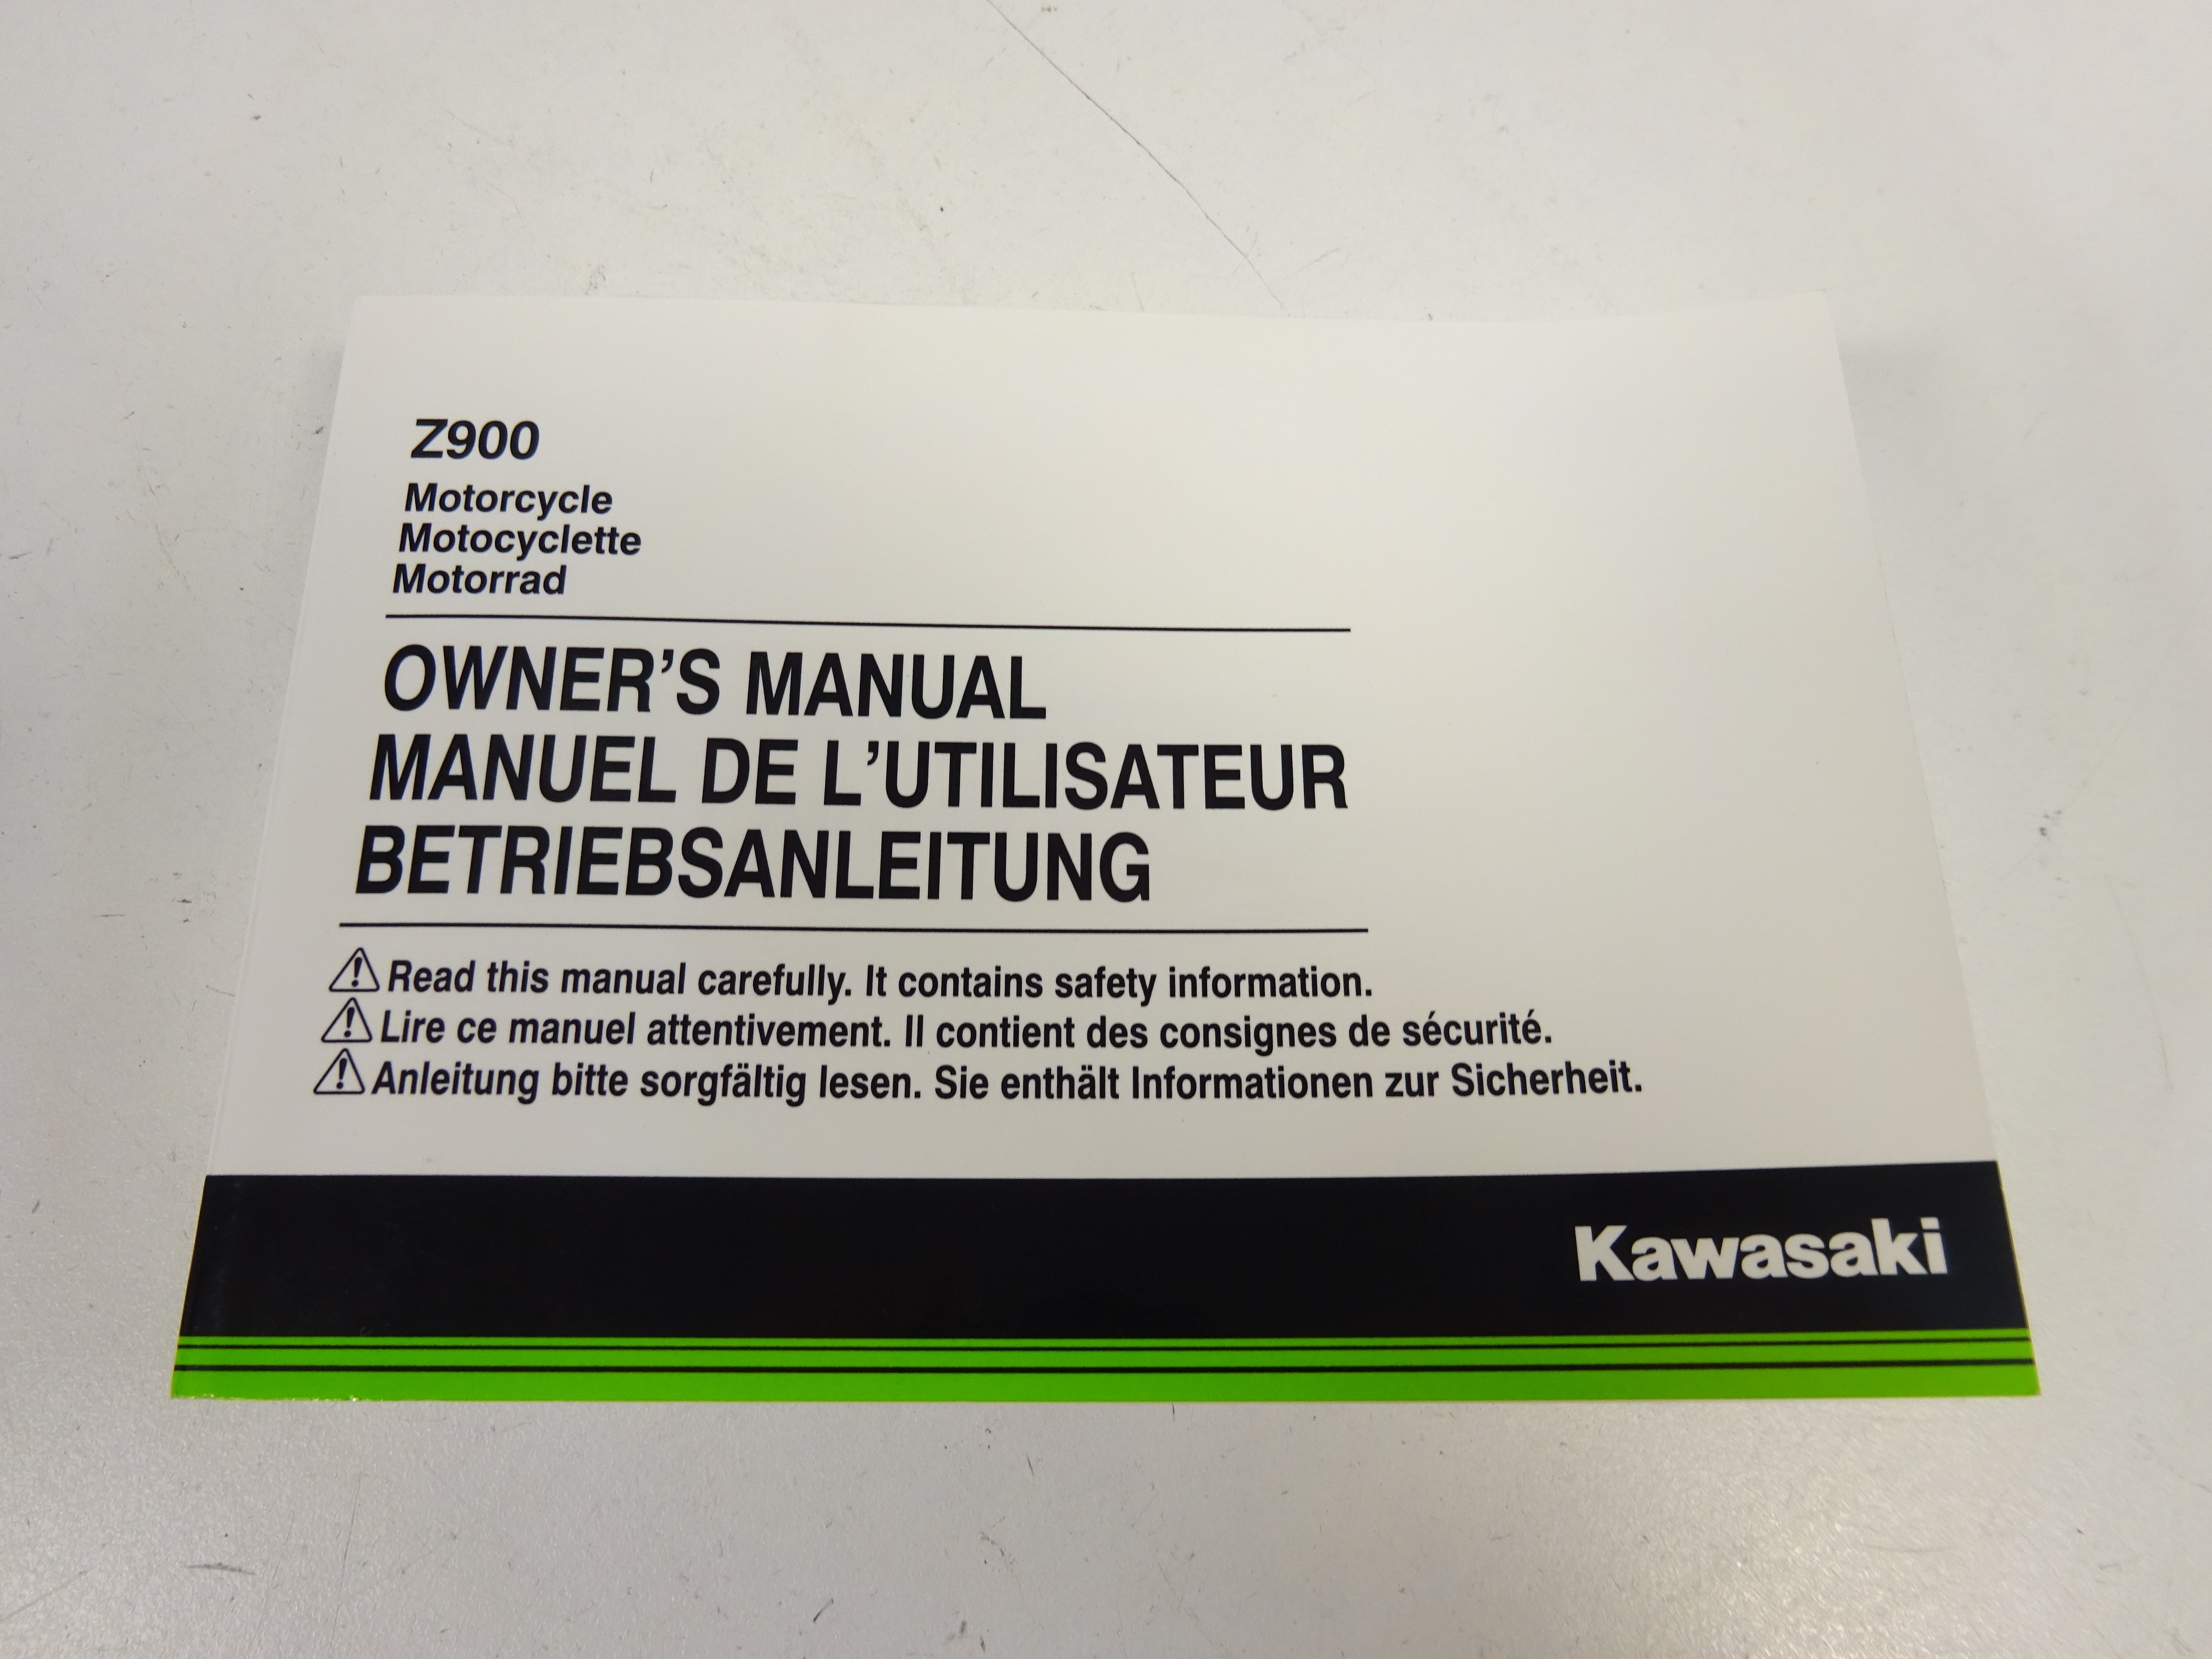 Z900
Motorcycle
Motocyclette
Motorrad
OWNER'S MANUAL
MANUEL DE L'UTILISATEUR
BETRIEBSANLEITUNG
Read this manual carefully. It contains safety information.
Lire ce manuel attentivement. Il contient des consignes de sécurité.
Anleitung bitte sorgfältig lesen. Sie enthält Informationen zur Sicherheit.
Kawasaki